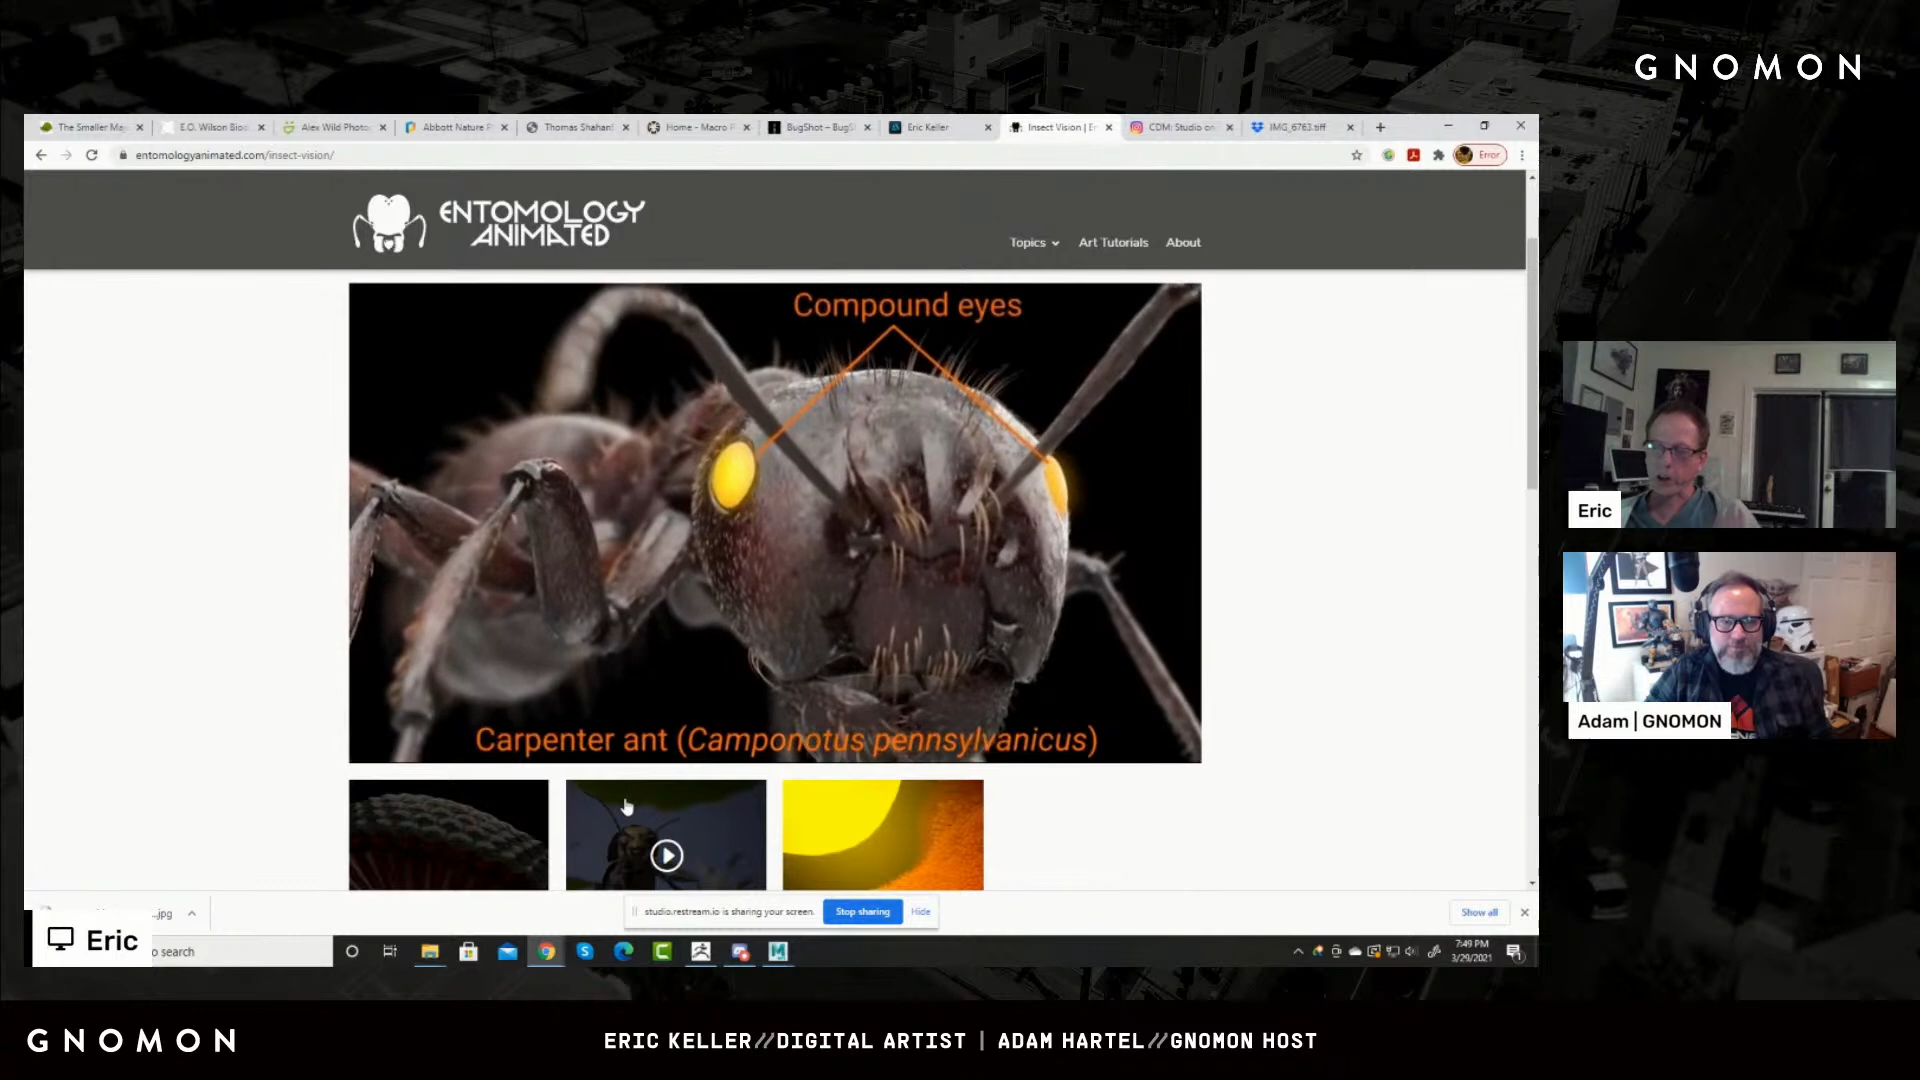 GNOMON
The Smaller Ma
E.O. Wilson Biod
Alex Wild Photo
Abbott Nature P
Thomas Shahan
Home - Macro P
BugShot – BugS
Eric Keller
Insect Vision | En
CDM: Studio on
IMG_6763.tiff
entomologyanimated.com/insect-vision/
Error
ENTOMOLOGY
ANIMATED
Topics
Art Tutorials
About
Compound eyes
Carpenter ant (Camponotus pennsylvanicus)
Eric
Adam | GNOMON
...jpg
studio.restream.io is sharing your screen.
Stop sharing
Hide
Show all
Eric
o search
7:49 PM
3/29/2021
GNOMON
ERIC KELLER//DIGITAL ARTIST | ADAM HARTEL//GNOMON HOST